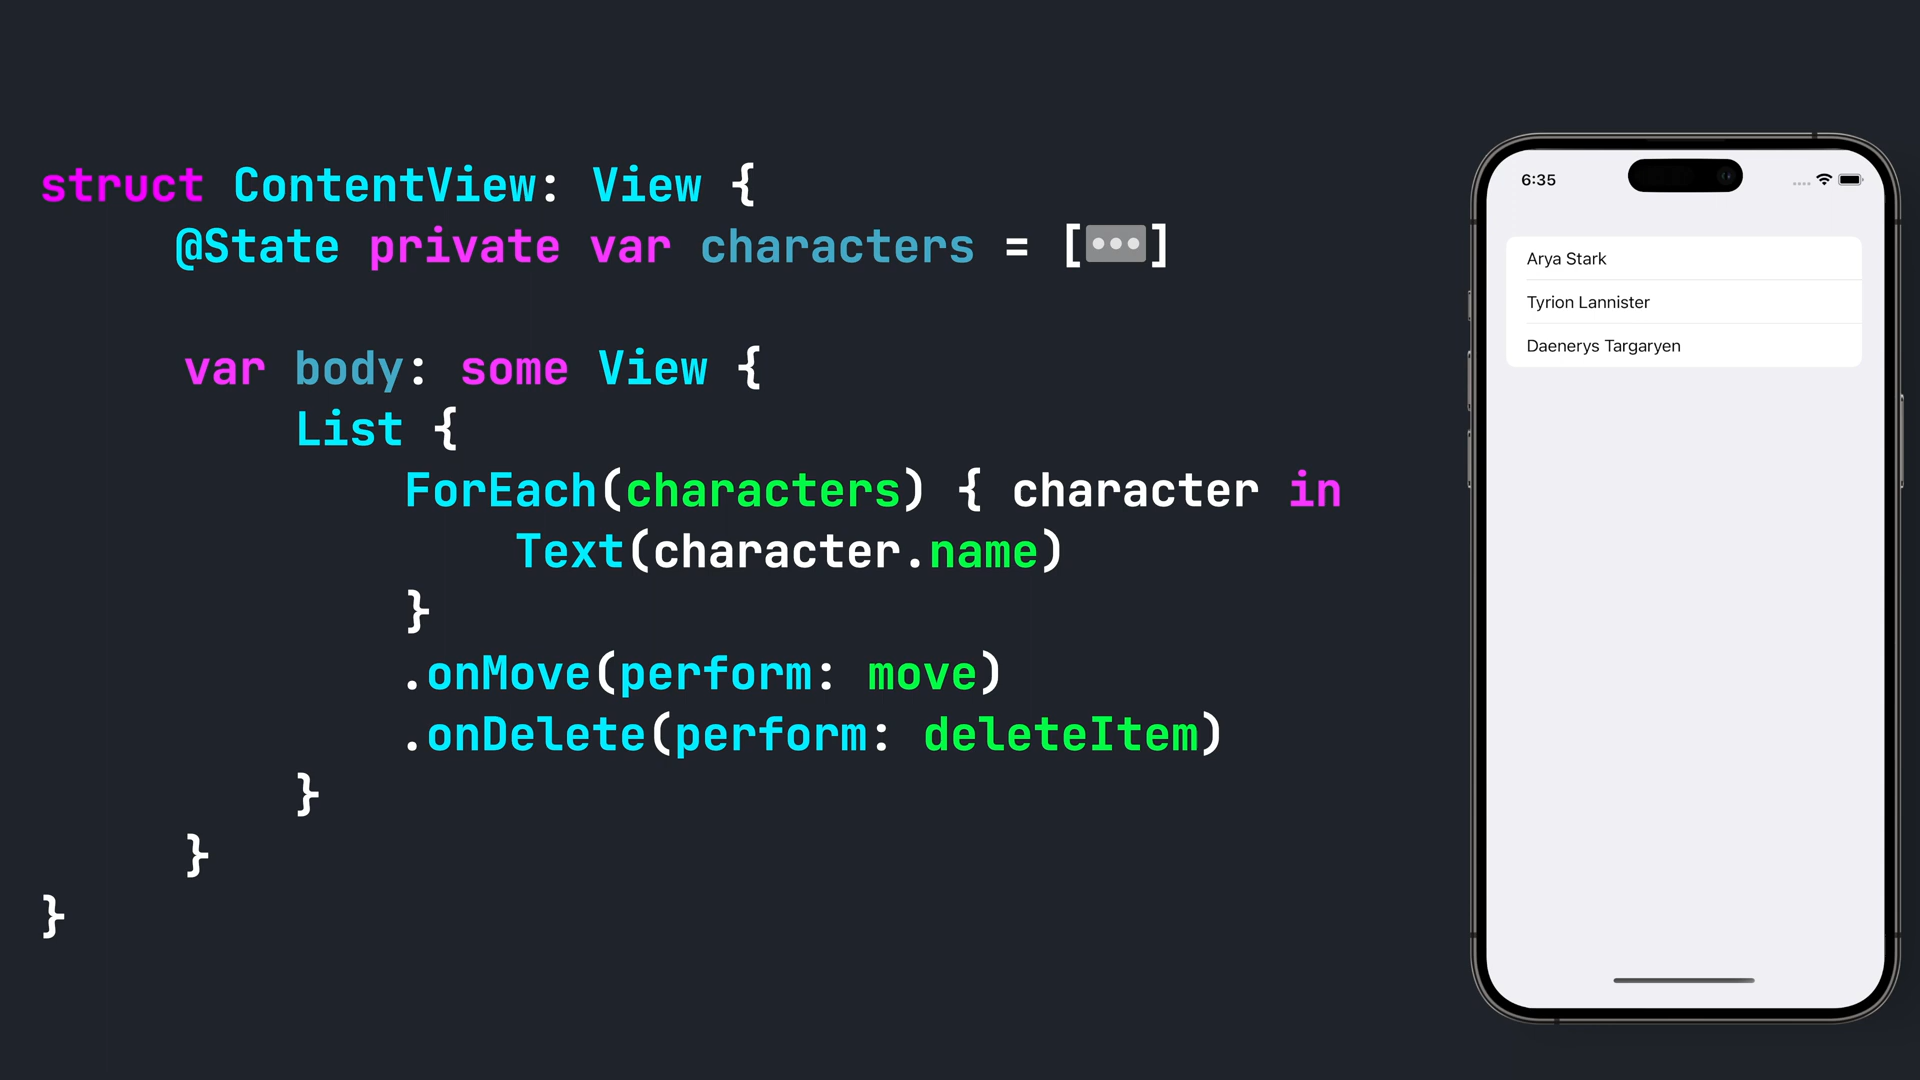 struct ContentView: View {
@State private var characters = [•••]
var body: some View {
List {
ForEach(characters) { character in
Text(character.name)
}
.onMove(perform: move)
.onDelete(perform: deleteItem)
}
}
}
6:35
Arya Stark
Tyrion Lannister
Daenerys Targaryen